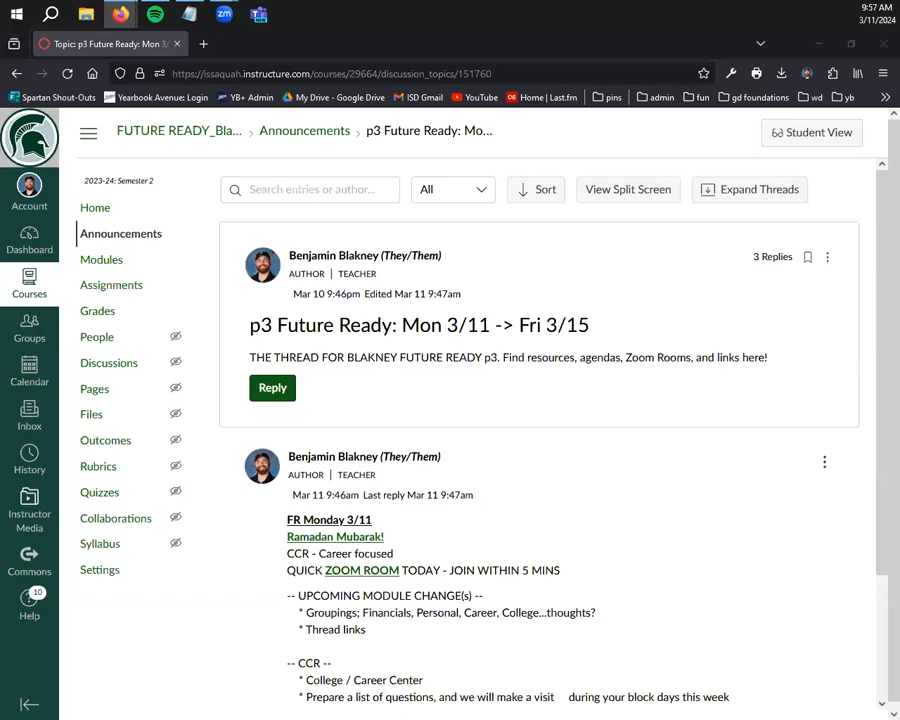 9:57 AM
3/11/2024
zm
Topic: p3 Future Ready: Mon 3/
https://issaquah.instructure.com/courses/29664/discussion_topics/151760
Spartan Shout-Outs
Yearbook Avenue: Login
YB+ Admin
My Drive - Google Drive
ISD Gmail
YouTube
Home | Last.fm
pins
admin
fun
gd foundations
wd
yb
FUTURE READY_Bla...
Announcements
p3 Future Ready: Mo...
Student View
Account
Dashboard
Courses
Groups
Calendar
Inbox
History
Instructor
Media
Commons
10
Help
2023-24: Semester 2
Home
Announcements
Modules
Assignments
Grades
People
Discussions
Pages
Files
Outcomes
Rubrics
Quizzes
Collaborations
Syllabus
Settings
Search entries or author...
All
Sort
View Split Screen
Expand Threads
Benjamin Blakney (They/Them)
AUTHOR | TEACHER
3 Replies
Mar 10 9:46pm Edited Mar 11 9:47am
p3 Future Ready: Mon 3/11 -> Fri 3/15
THE THREAD FOR BLAKNEY FUTURE READY p3. Find resources, agendas, Zoom Rooms, and links here!
Reply
Benjamin Blakney (They/Them)
AUTHOR | TEACHER
Mar 11 9:46am Last reply Mar 11 9:47am
FR Monday 3/11
Ramadan Mubarak!
CCR - Career focused
QUICK ZOOM ROOM TODAY - JOIN WITHIN 5 MINS
-- UPCOMING MODULE CHANGE(s) --
* Groupings; Financials, Personal, Career, College...thoughts?
* Thread links
-- CCR --
* College / Career Center
* Prepare a list of questions, and we will make a visit during your block days this week